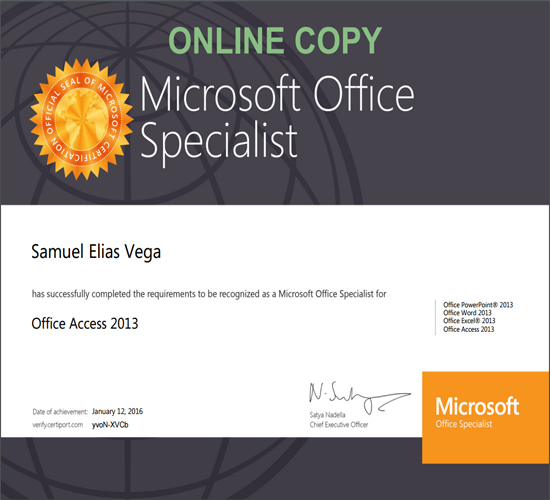 ONLINE COPY
OFFICIAL SEAL OF MICROSOFT CERTIFICATION
Microsoft Office
Specialist
Samuel Elias Vega
has successfully completed the requirements to be recognized as a Microsoft Office Specialist for
Office Access 2013
Office PowerPoint® 2013
Office Word 2013
Office Excel® 2013
Office Access 2013
Date of achievement: January 12, 2016
verify.certiport.com yvoN-XVCb
Satya Nadella
Chief Executive Officer
Microsoft
Office Specialist